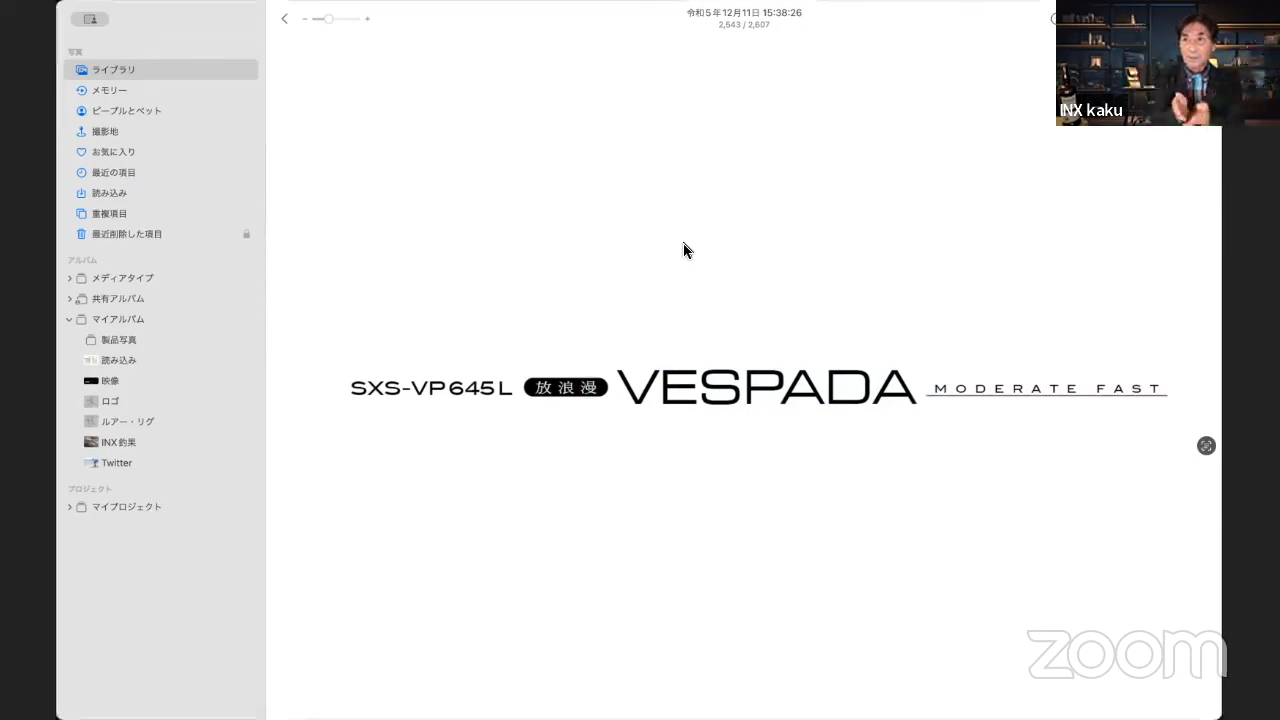 令和5年12月11日 15:38:26
2,543 / 2,607
写真
ライブラリ
メモリー
ピープルとペット
撮影地
お気に入り
最近の項目
読み込み
重複項目
最近削除した項目
アルバム
メディアタイプ
共有アルバム
マイアルバム
製品写真
読み込み
映像
ロゴ
ルアー・リグ
INX 釣果
Twitter
プロジェクト
マイプロジェクト
INX kaku
SXS-VP645L 放浪漫 VESPADA MODERATE FAST
zoom